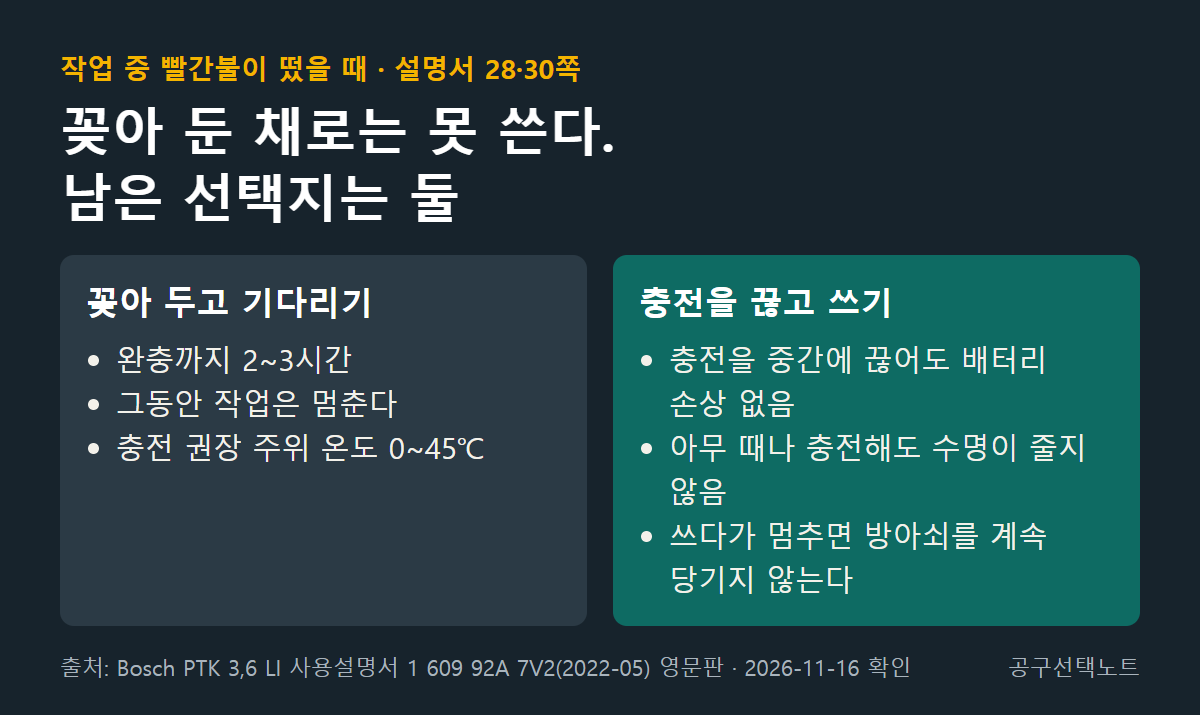 작업 중 빨간불이 떴을 때 · 설명서 28·30쪽
꽂아 둔 채로는 못 쓴다.
남은 선택지는 둘
꽂아 두고 기다리기
• 완충까지 2~3시간
• 그동안 작업은 멈춘다
• 충전 권장 주위 온도 0~45℃
충전을 끊고 쓰기
• 충전을 중간에 끊어도 배터리
손상 없음
• 아무 때나 충전해도 수명이 줄지
않음
• 쓰다가 멈추면 방아쇠를 계속
당기지 않는다
출처: Bosch PTK 3,6 LI 사용설명서 1 609 92A 7V2(2022-05) 영문판 · 2026-11-16 확인
공구선택노트